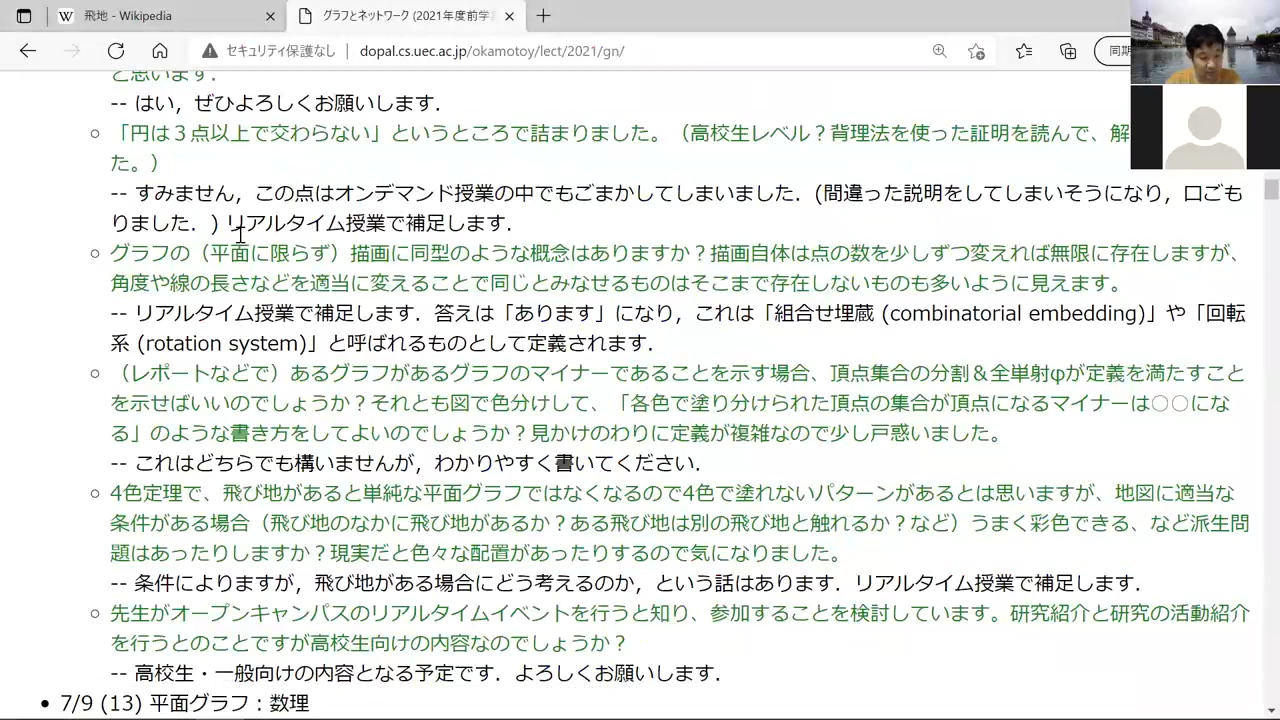 飛地 - Wikipedia
グラフとネットワーク (2021年度前学
セキュリティ保護なし
dopal.cs.uec.ac.jp/okamotoy/lect/2021/gn/
同期
と思います.
-- はい，ぜひよろしくお願いします．
「円は３点以上で交わらない」というところで詰まりました。（高校生レベル？背理法を使った証明を読んで、解
た。）
-- すみません，この点はオンデマンド授業の中でもごまかしてしまいました．(間違った説明をしてしまいそうになり，口ごも
りました．) リアルタイム授業で補足します．
グラフの（平面に限らず）描画に同型のような概念はありますか？描画自体は点の数を少しずつ変えれば無限に存在しますが、
角度や線の長さなどを適当に変えることで同じとみなせるものはそこまで存在しないものも多いように見えます。
-- リアルタイム授業で補足します．答えは「あります」になり，これは「組合せ埋蔵 (combinatorial embedding)」や「回転
系 (rotation system)」と呼ばれるものとして定義されます．
（レポートなどで）あるグラフがあるグラフのマイナーであることを示す場合、頂点集合の分割＆全単射φが定義を満たすこと
を示せばいいのでしょうか？それとも図で色分けして、「各色で塗り分けられた頂点の集合が頂点になるマイナーは○○にな
る」のような書き方をしてよいのでしょうか？見かけのわりに定義が複雑なので少し戸惑いました。
-- これはどちらでも構いませんが，わかりやすく書いてください．
4色定理で、飛び地があると単純な平面グラフではなくなるので4色で塗れないパターンがあるとは思いますが、地図に適当な
条件がある場合（飛び地のなかに飛び地があるか？ある飛び地は別の飛び地と触れるか？など）うまく彩色できる、など派生問
題はあったりしますか？現実だと色々な配置があったりするので気になりました。
-- 条件によりますが，飛び地がある場合にどう考えるのか，という話はあります．リアルタイム授業で補足します．
先生がオープンキャンパスのリアルタイムイベントを行うと知り、参加することを検討しています。研究紹介と研究の活動紹介
を行うとのことですが高校生向けの内容なのでしょうか？
-- 高校生・一般向けの内容となる予定です．よろしくお願いします．
7/9 (13) 平面グラフ：数理